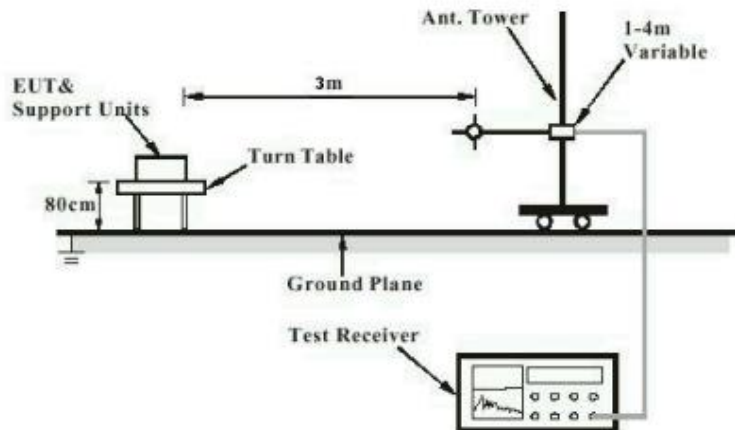 Ant. Tower
1-4m
Variable
EUT&
Support Units
3m
Turn Table
80cm
Ground Plane
Test Receiver